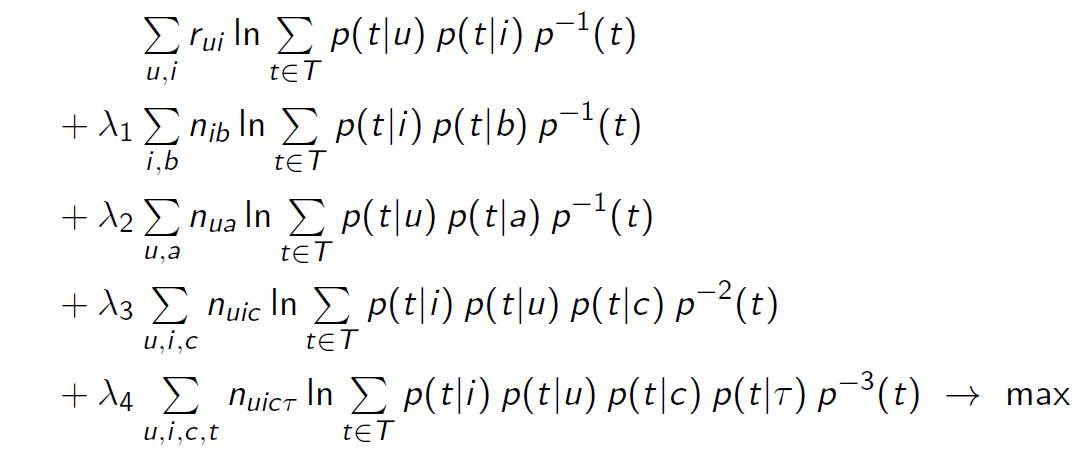 ∑_{u,i} r_{ui} ln ∑_{t∈T} p(t|u) p(t|i) p^{−1}(t)
+ λ_1 ∑_{i,b} n_{ib} ln ∑_{t∈T} p(t|i) p(t|b) p^{−1}(t)
+ λ_2 ∑_{u,a} n_{ua} ln ∑_{t∈T} p(t|u) p(t|a) p^{−1}(t)
+ λ_3 ∑_{u,i,c} n_{uic} ln ∑_{t∈T} p(t|i) p(t|u) p(t|c) p^{−2}(t)
+ λ_4 ∑_{u,i,c,t} n_{uicτ} ln ∑_{t∈T} p(t|i) p(t|u) p(t|c) p(t|τ) p^{−3}(t) → max